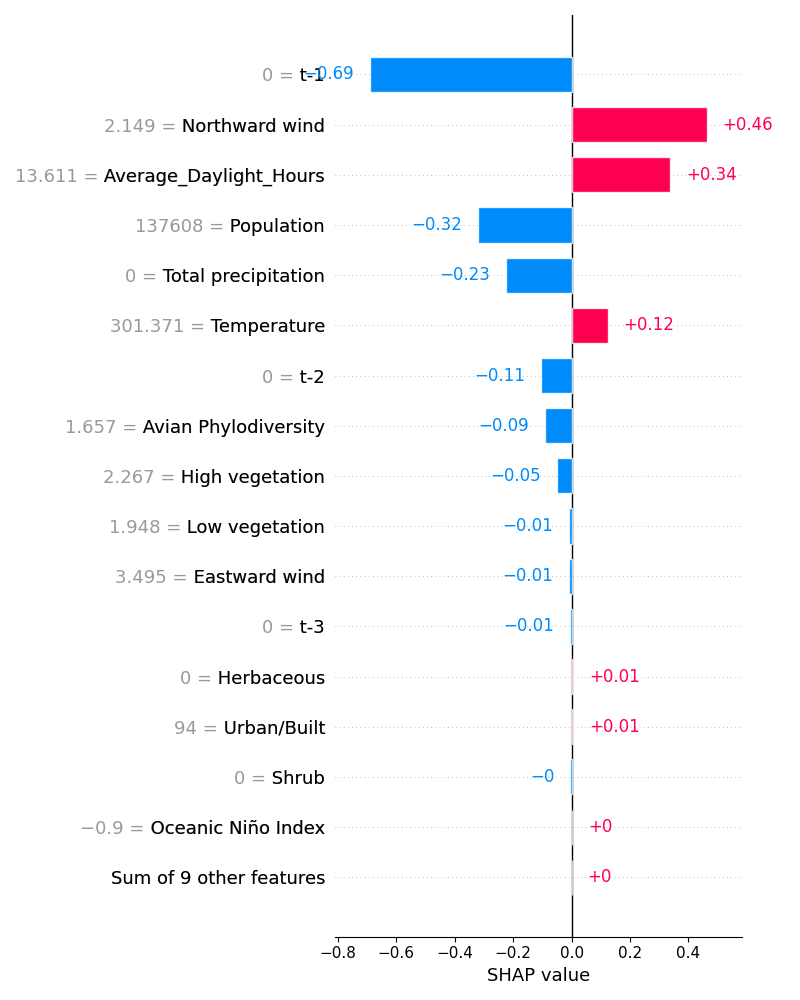 0 = t-1 −0.69
2.149 = Northward wind +0.46
13.611 = Average_Daylight_Hours +0.34
137608 = Population −0.32
0 = Total precipitation −0.23
301.371 = Temperature +0.12
0 = t-2 −0.11
1.657 = Avian Phylodiversity −0.09
2.267 = High vegetation −0.05
1.948 = Low vegetation −0.01
3.495 = Eastward wind −0.01
0 = t-3 −0.01
0 = Herbaceous +0.01
94 = Urban/Built +0.01
0 = Shrub −0
−0.9 = Oceanic Niño Index +0
Sum of 9 other features +0
−0.8 −0.6 −0.4 −0.2 0.0 0.2 0.4
SHAP value